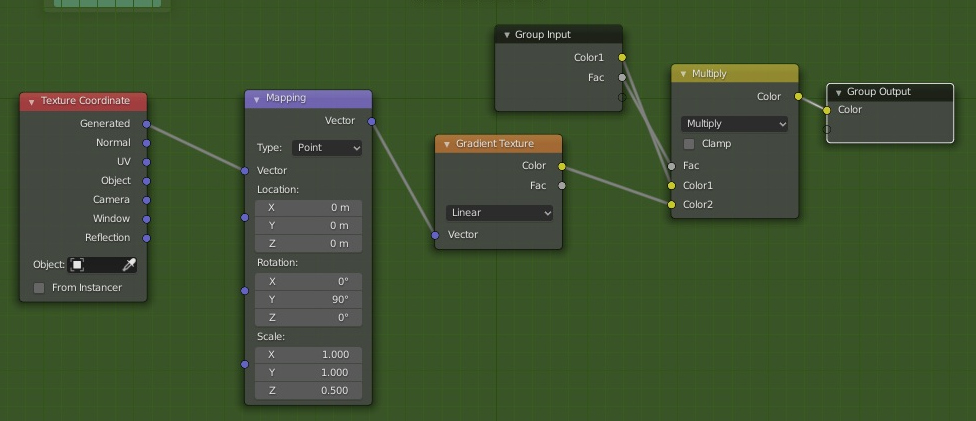 Texture Coordinate
Generated
Normal
UV
Object
Camera
Window
Reflection
Object:
From Instancer
Mapping
Vector
Type: Point
Vector
Location:
X 0 m
Y 0 m
Z 0 m
Rotation:
X 0°
Y 90°
Z 0°
Scale:
X 1.000
Y 1.000
Z 0.500
Gradient Texture
Color
Fac
Linear
Vector
Group Input
Color1
Fac
Multiply
Color
Multiply
Clamp
Fac
Color1
Color2
Group Output
Color